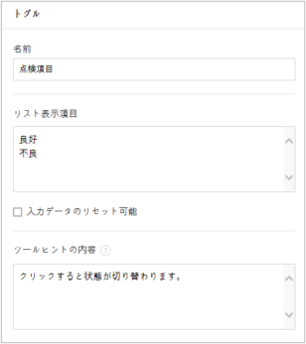 トグル
名前
点検項目
リスト表示項目
良好
不良
入力データのリセット可能
ツールヒントの内容 ?
クリックすると状態が切り替わります。